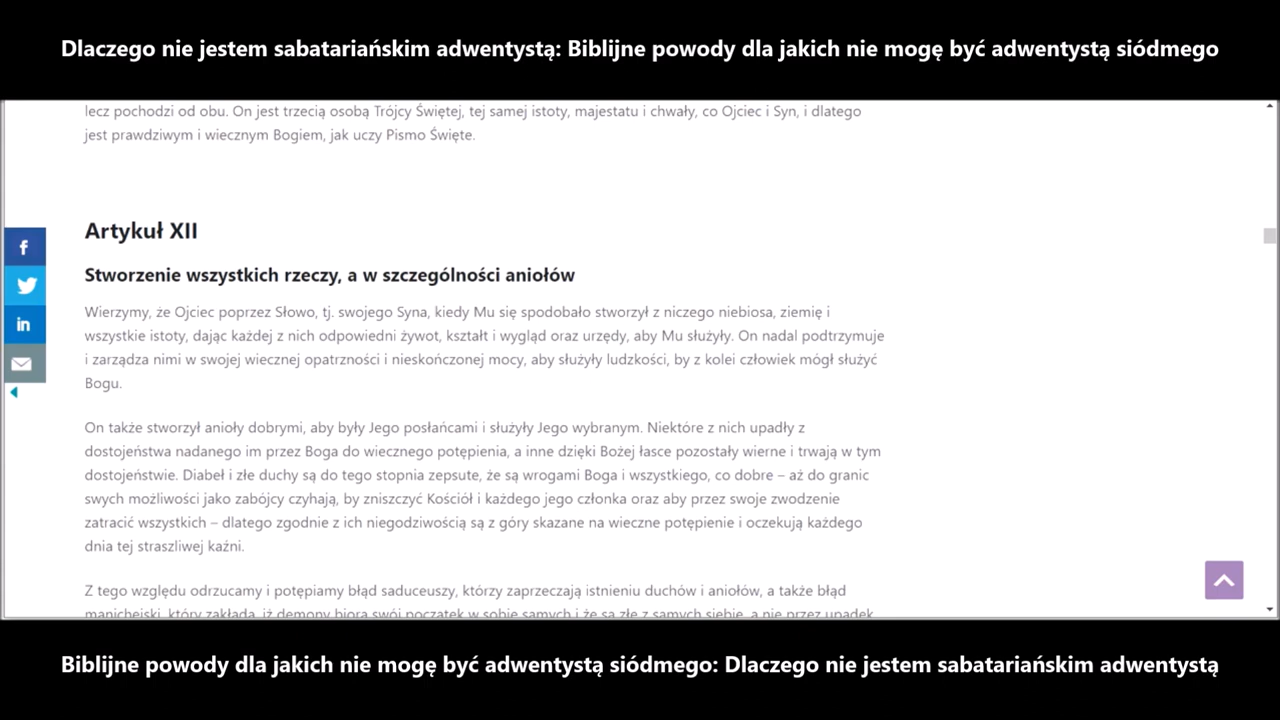 Dlaczego nie jestem sabatariańskim adwentystą: Biblijne powody dla jakich nie mogę być adwentystą siódmego
lecz pochodzi od obu. On jest trzecią osobą Trójcy Świętej, tej samej istoty, majestatu i chwały, co Ojciec i Syn, i dlatego
jest prawdziwym i wiecznym Bogiem, jak uczy Pismo Święte.
Artykuł XII
Stworzenie wszystkich rzeczy, a w szczególności aniołów
Wierzymy, że Ojciec poprzez Słowo, tj. swojego Syna, kiedy Mu się spodobało stworzył z niczego niebiosa, ziemię i
wszystkie istoty, dając każdej z nich odpowiedni żywot, kształt i wygląd oraz urzędy, aby Mu służyły. On nadal podtrzymuje
i zarządza nimi w swojej wiecznej opatrzności i nieskończonej mocy, aby służyły ludzkości, by z kolei człowiek mógł służyć
Bogu.
On także stworzył anioły dobrymi, aby były Jego posłańcami i służyły Jego wybranym. Niektóre z nich upadły z
dostojeństwa nadanego im przez Boga do wiecznego potępienia, a inne dzięki Bożej łasce pozostały wierne i trwają w tym
dostojeństwie. Diabeł i złe duchy są do tego stopnia zepsute, że są wrogami Boga i wszystkiego, co dobre – aż do granic
swych możliwości jako zabójcy czyhają, by zniszczyć Kościół i każdego jego członka oraz aby przez swoje zwodzenie
zatracić wszystkich – dlatego zgodnie z ich niegodziwością są z góry skazane na wieczne potępienie i oczekują każdego
dnia tej straszliwej kaźni.
Z tego względu odrzucamy i potępiamy błąd saduceuszy, którzy zaprzeczają istnieniu duchów i aniołów, a także błąd
manichejski, który zakłada, iż demony biorą swój początek w sobie samych i że są złe z samych siebie, a nie przez upadek
Biblijne powody dla jakich nie mogę być adwentystą siódmego: Dlaczego nie jestem sabatariańskim adwentystą